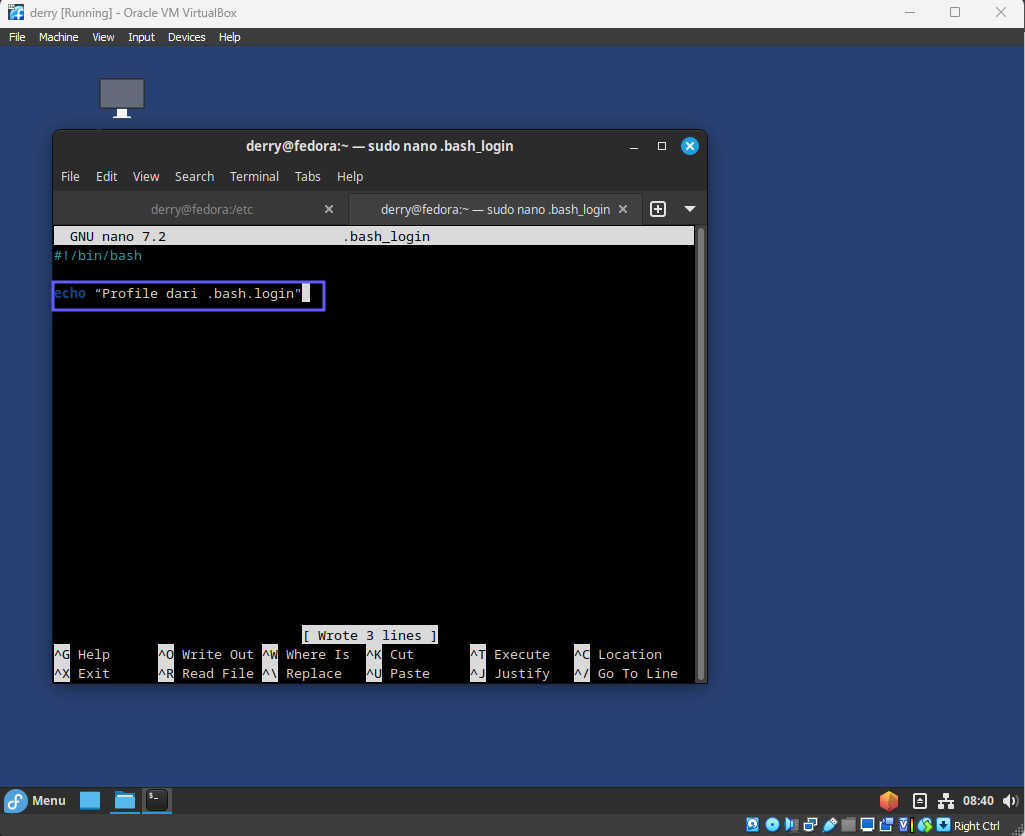 derry [Running] - Oracle VM VirtualBox
File Machine View Input Devices Help
derry@fedora:~ — sudo nano .bash_login
File Edit View Search Terminal Tabs Help
derry@fedora:/etc derry@fedora:~ — sudo nano .bash_login
GNU nano 7.2 .bash_login
#!/bin/bash
echo “Profile dari .bash.login"
[ Wrote 3 lines ]
^G Help ^O Write Out ^W Where Is ^K Cut ^T Execute ^C Location
^X Exit ^R Read File ^\ Replace ^U Paste ^J Justify ^/ Go To Line
Menu 08:40
Right Ctrl